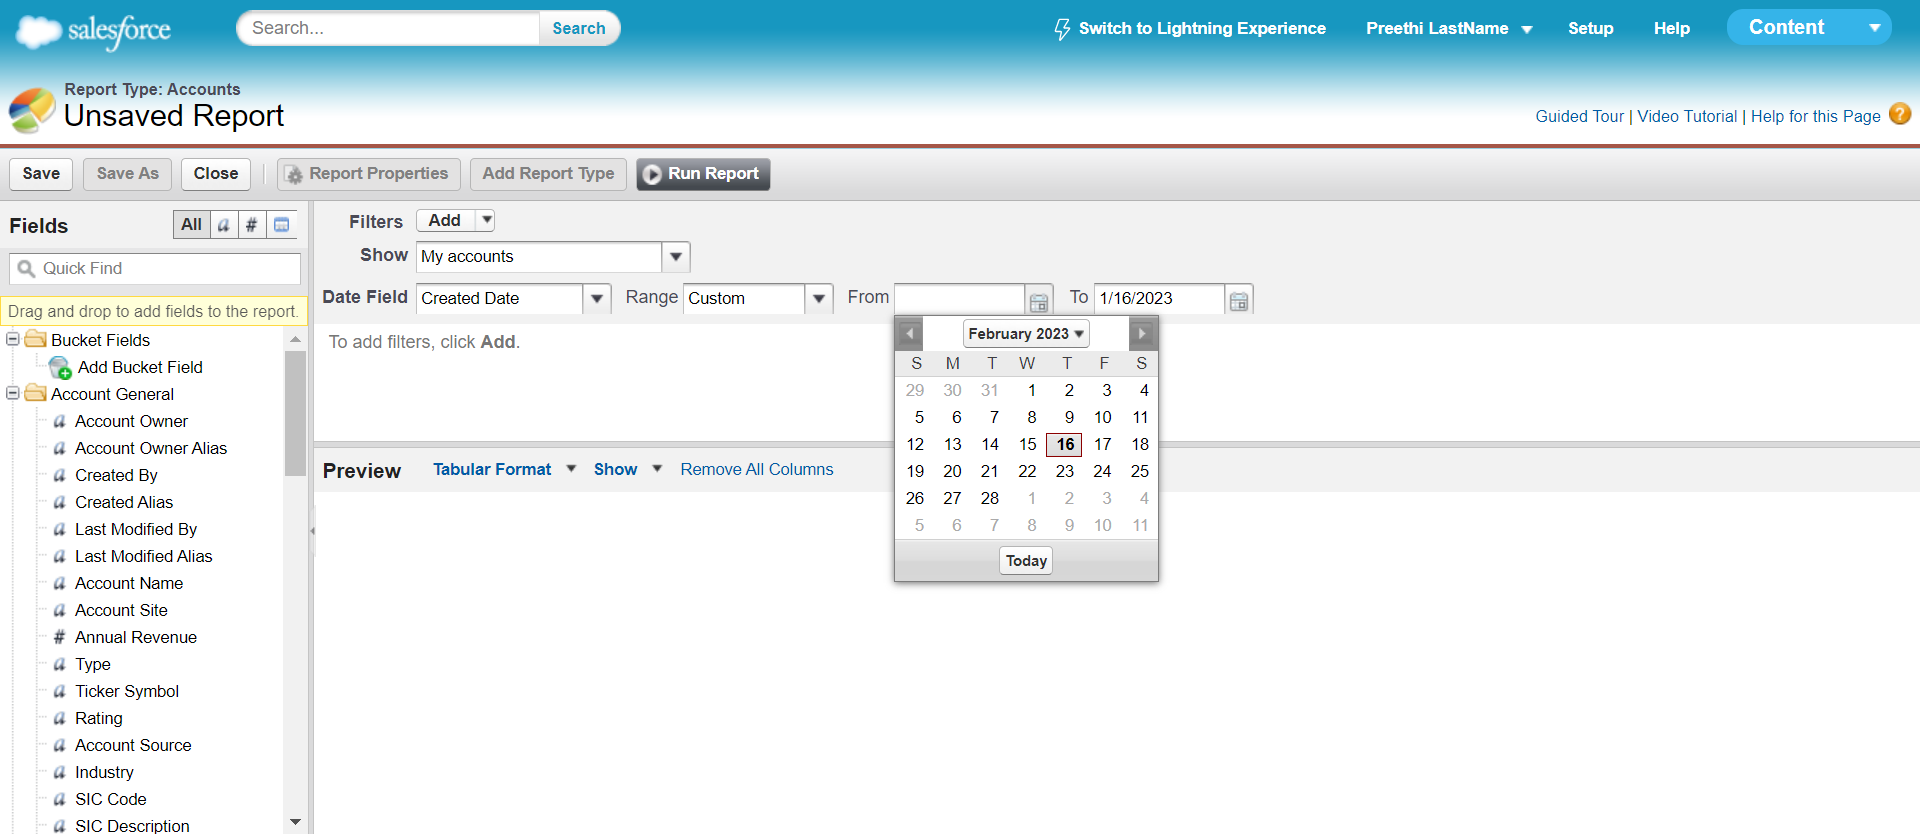 salesforce
Search...
Search
Switch to Lightning Experience
Preethi LastName
Setup
Help
Content
Report Type: Accounts
Unsaved Report
Guided Tour | Video Tutorial | Help for this Page ?
Save
Save As
Close
Report Properties
Add Report Type
Run Report
Fields
All a #
Quick Find
Drag and drop to add fields to the report.
Bucket Fields
Add Bucket Field
Account General
a Account Owner
a Account Owner Alias
a Created By
a Created Alias
a Last Modified By
a Last Modified Alias
a Account Name
a Account Site
# Annual Revenue
a Type
a Ticker Symbol
a Rating
a Account Source
a Industry
a SIC Code
a SIC Description
Filters Add
Show My accounts
Date Field Created Date Range Custom From To 1/16/2023
To add filters, click Add.
February 2023
S M T W T F S
29 30 31 1 2 3 4
5 6 7 8 9 10 11
12 13 14 15 16 17 18
19 20 21 22 23 24 25
26 27 28 1 2 3 4
5 6 7 8 9 10 11
Today
Preview Tabular Format Show Remove All Columns